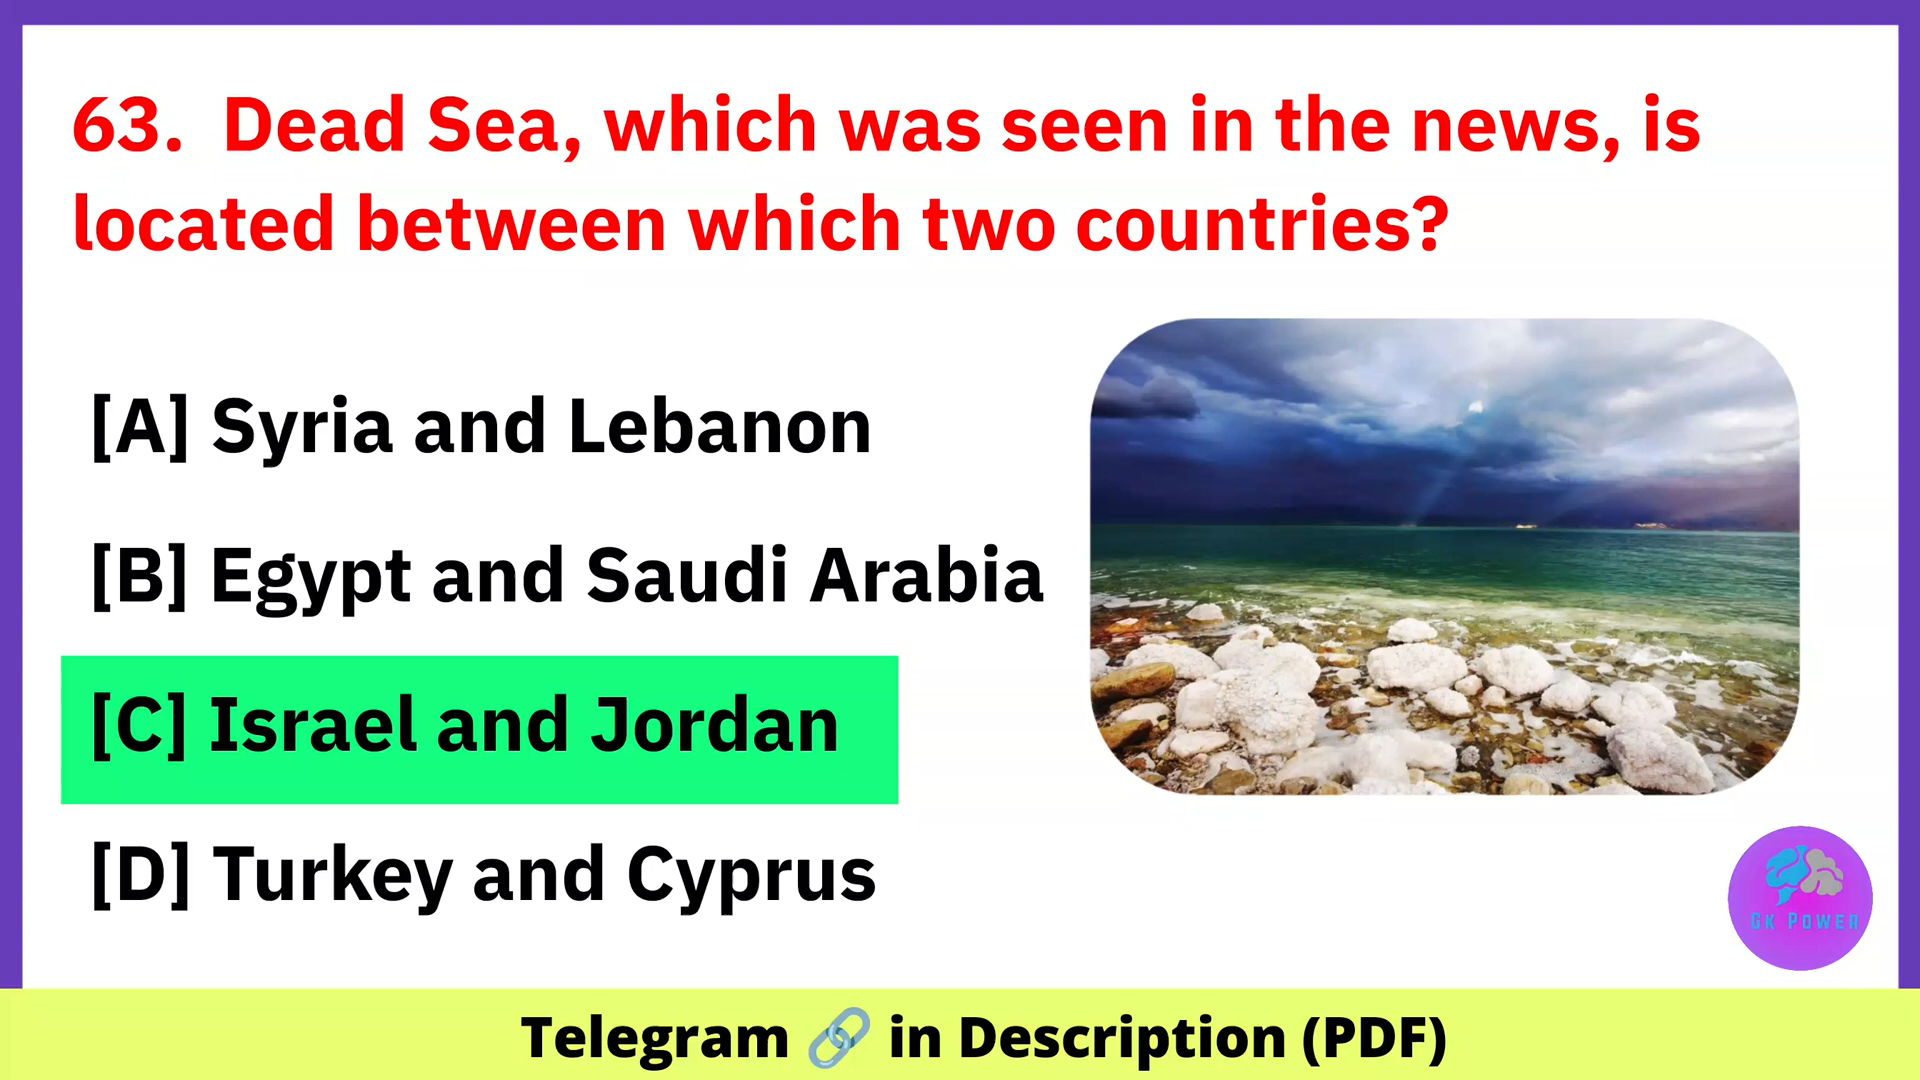 63. Dead Sea, which was seen in the news, is
located between which two countries?
[A] Syria and Lebanon
[B] Egypt and Saudi Arabia
[C] Israel and Jordan
[D] Turkey and Cyprus
GK POWER
Telegram 🔗 in Description (PDF)